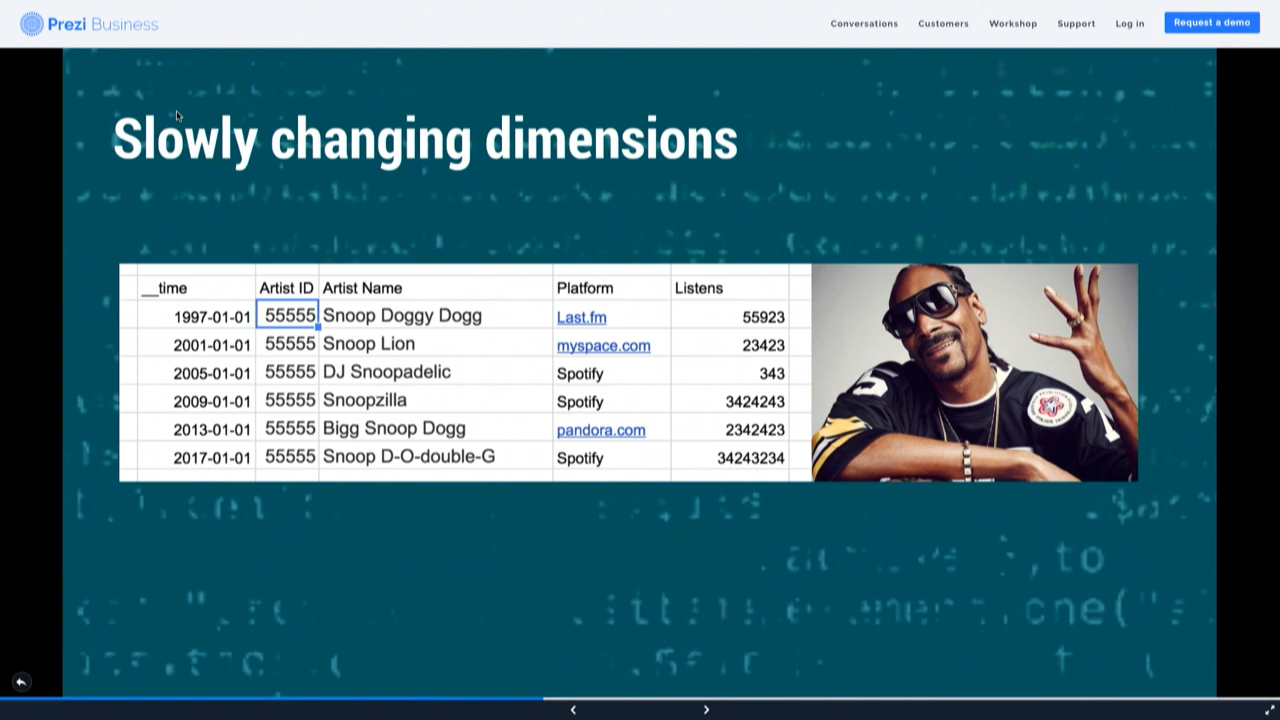 Prezi Business
Conversations Customers Workshop Support Log in Request a demo
Slowly changing dimensions
__time Artist ID Artist Name Platform Listens
1997-01-01 55555 Snoop Doggy Dogg Last.fm 55923
2001-01-01 55555 Snoop Lion myspace.com 23423
2005-01-01 55555 DJ Snoopadelic Spotify 343
2009-01-01 55555 Snoopzilla Spotify 3424243
2013-01-01 55555 Bigg Snoop Dogg pandora.com 2342423
2017-01-01 55555 Snoop D-O-double-G Spotify 34243234